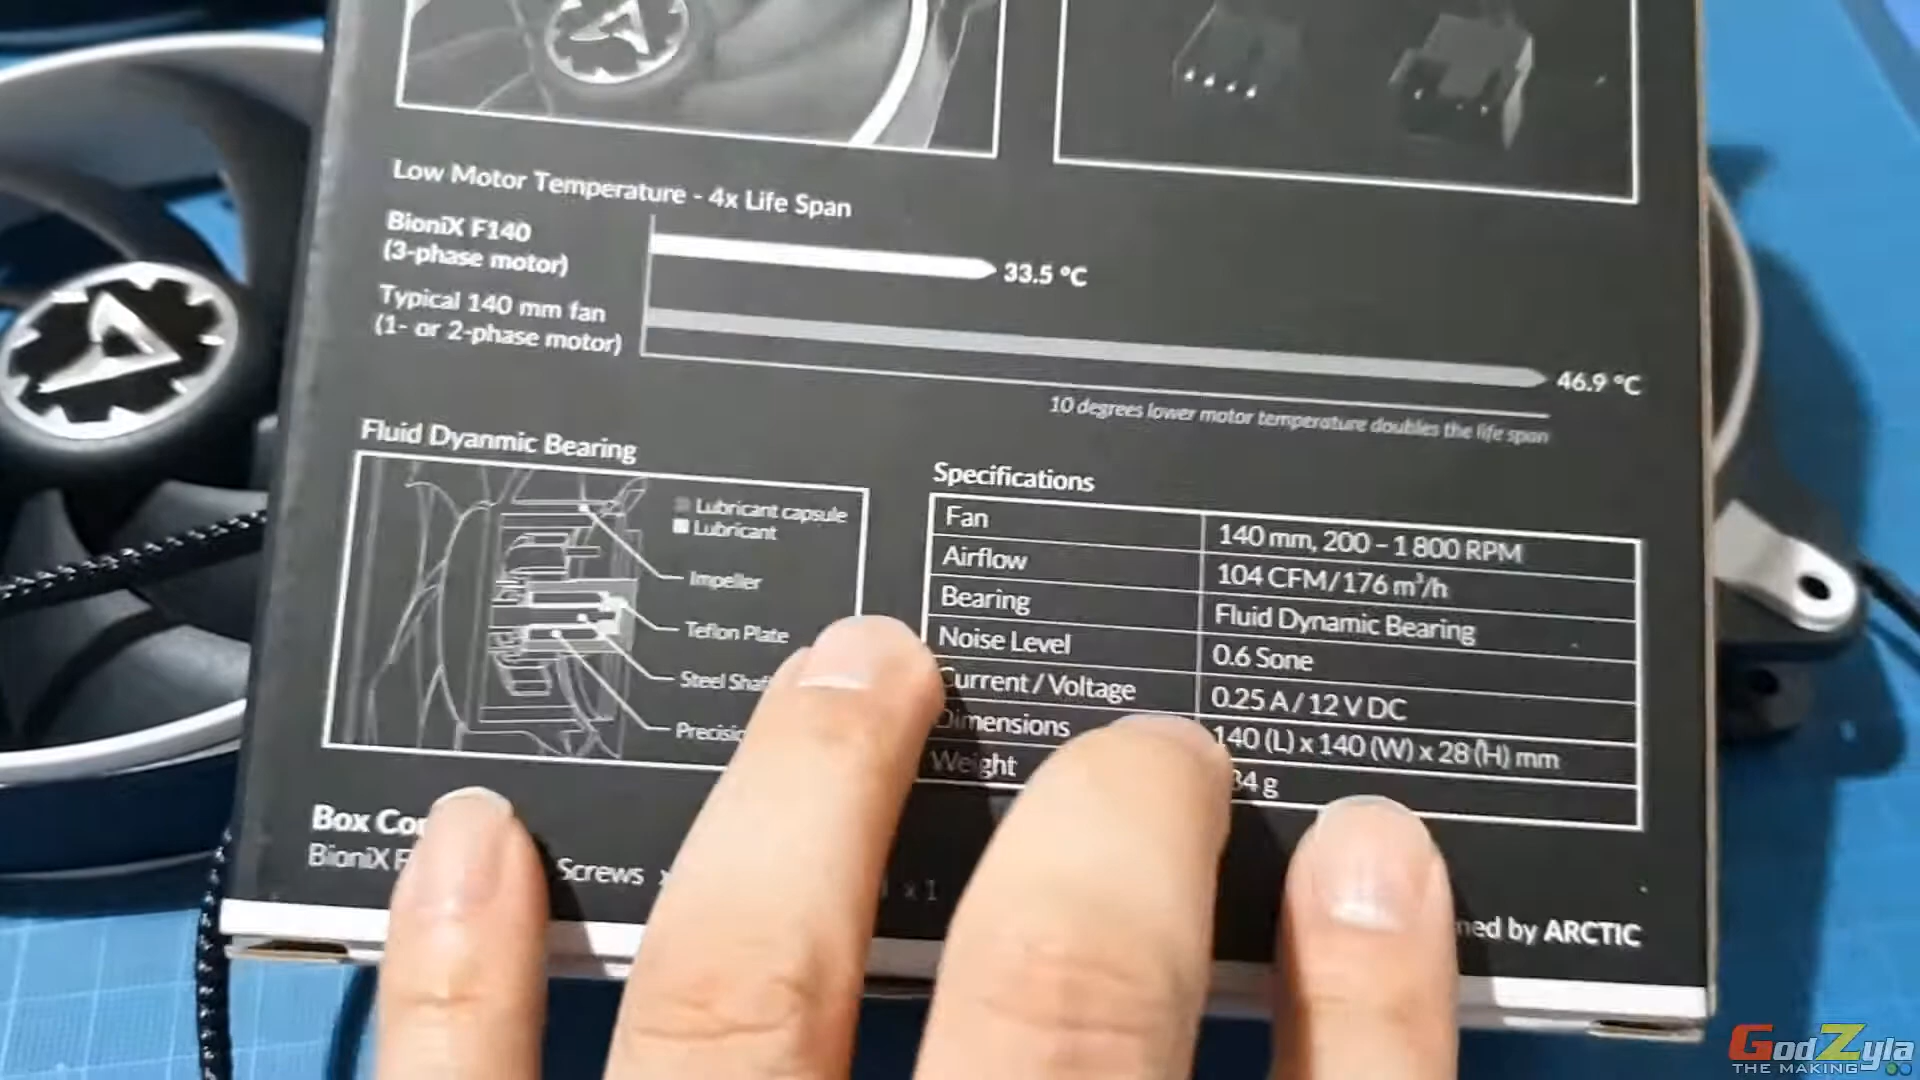 Low Motor Temperature - 4x Life Span
BioniX F140
(3-phase motor)
33.5 °C
Typical 140 mm fan
(1- or 2-phase motor)
46.9 °C
10 degrees lower motor temperature doubles the life span
Fluid Dyanmic Bearing
Lubricant capsule
Lubricant
Impeller
Teflon Plate
Steel
Specifications
Fan 140 mm, 200 – 1 800 RPM
Airflow 104 CFM / 176 m³/h
Bearing Fluid Dynamic Bearing
Noise Level 0.6 Sone
Current / Voltage 0.25 A / 12 V DC
Dimensions 140 (L) x 140 (W) x 28 (H) mm
Weight g
Box
BioniX Screws x 1
by ARCTIC
GodZyla
THE MAKING